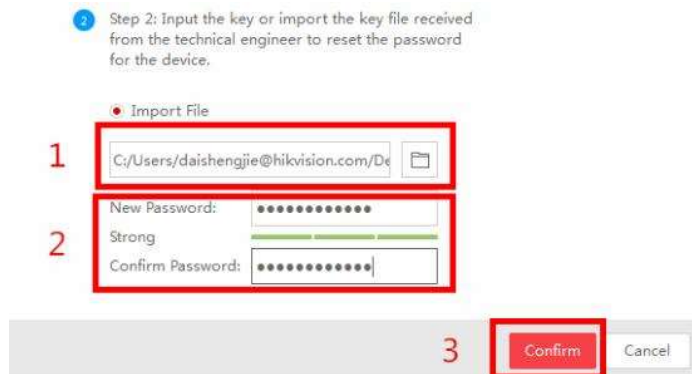 2 Step 2: Input the key or import the key file received
from the technical engineer to reset the password
for the device.
Import File
1 C:/Users/daishengjie@hikvision.com/De
New Password: ●●●●●●●●●●●●
2 Strong
Confirm Password: ●●●●●●●●●●●●
3 Confirm Cancel